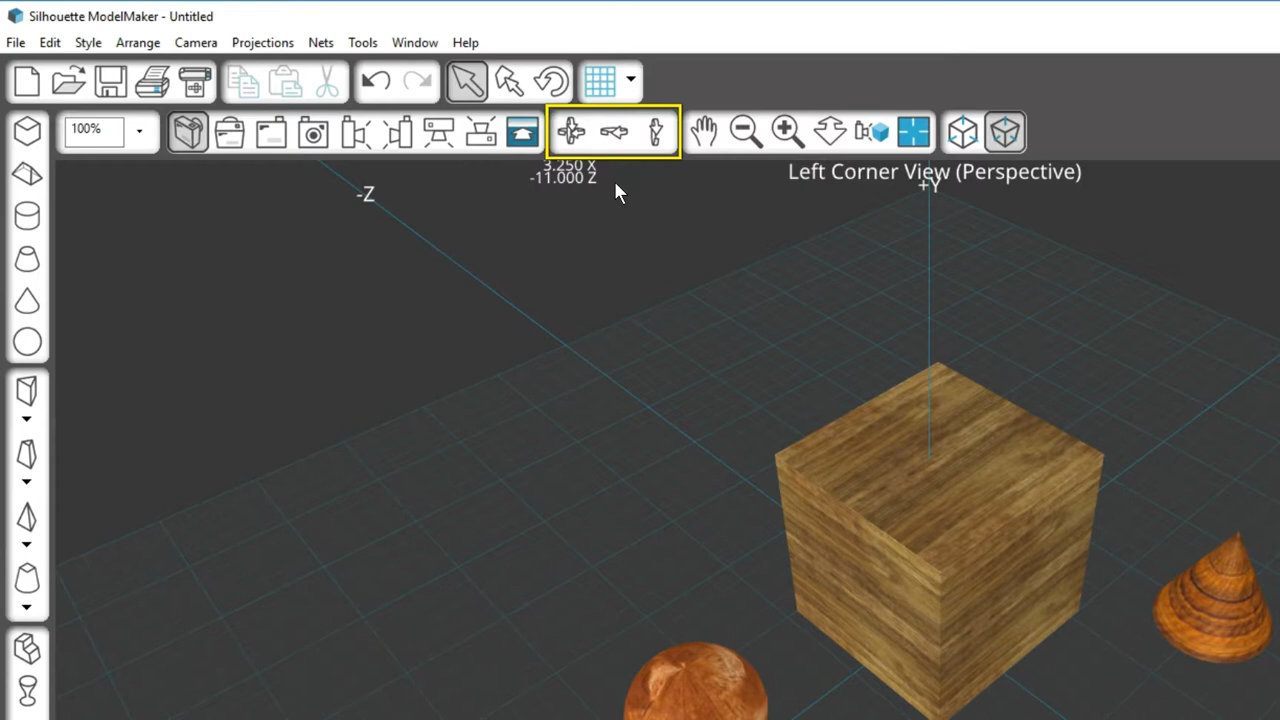 Silhouette ModelMaker - Untitled
File Edit Style Arrange Camera Projections Nets Tools Window Help
100%
3.250 X
-11.000 Z
Left Corner View (Perspective)
-Z
+Y